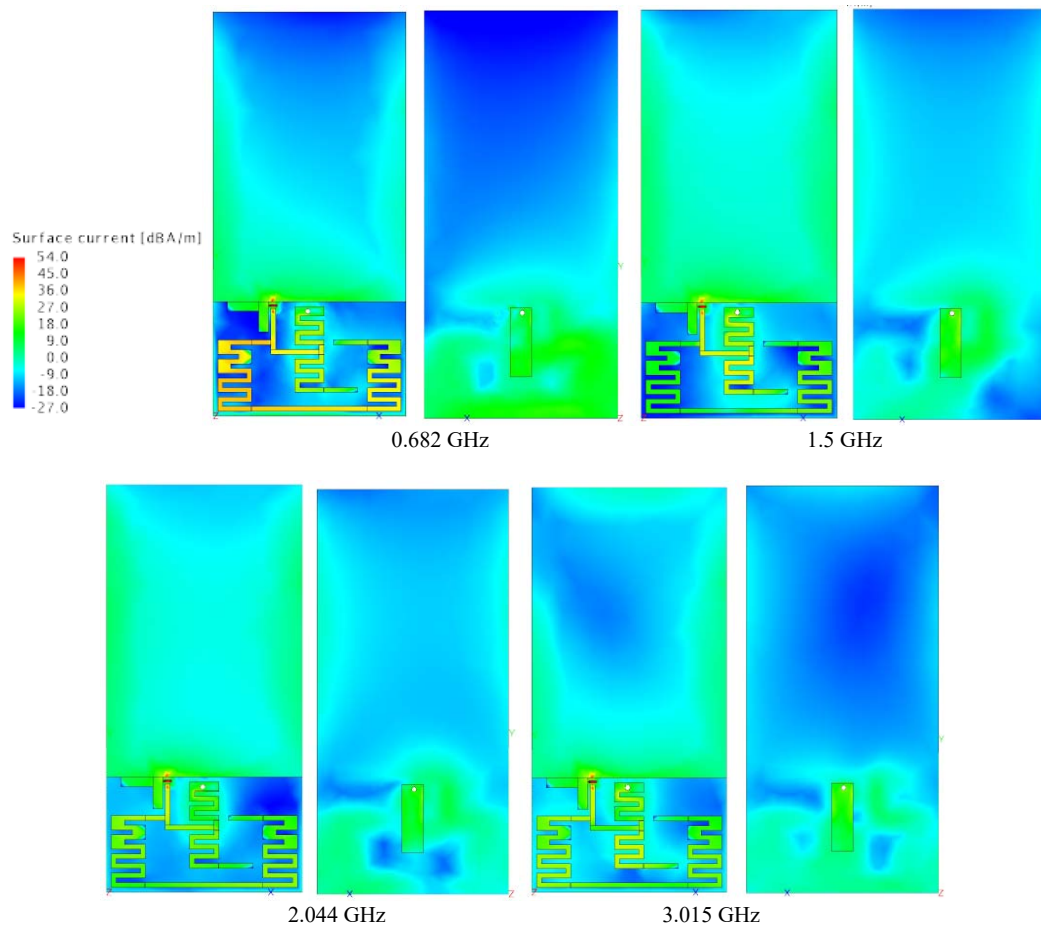 Surface current [dBA/m]
54.0
45.0
36.0
27.0
18.0
9.0
0.0
-9.0
-18.0
-27.0
Y
Z X
X Z
Z X
X
0.682 GHz 1.5 GHz
Y
Y
Z X
X Z
Z X
X Z
2.044 GHz 3.015 GHz